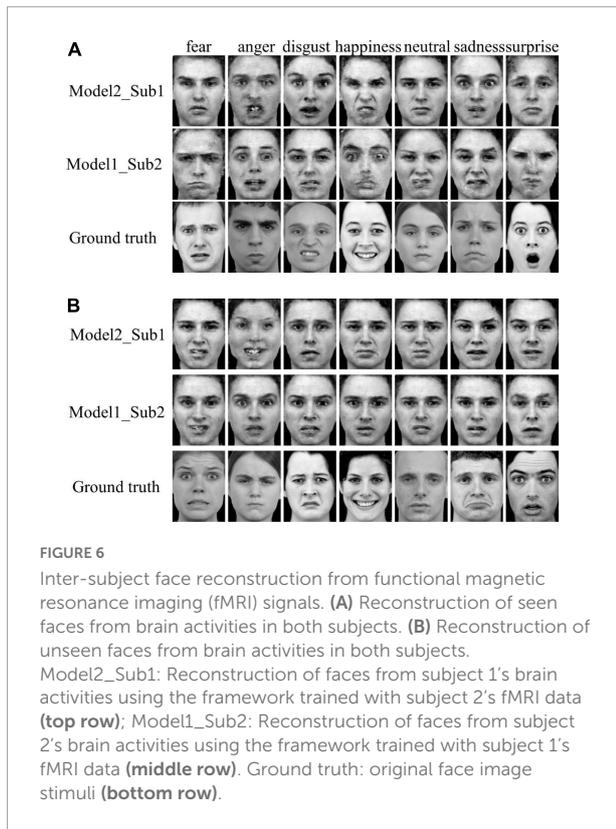 A
fear anger disgust happiness neutral sadnesssurprise
Model2_Sub1
Model1_Sub2
Ground truth
B
Model2_Sub1
Model1_Sub2
Ground truth
FIGURE 6
Inter-subject face reconstruction from functional magnetic
resonance imaging (fMRI) signals. (A) Reconstruction of seen
faces from brain activities in both subjects. (B) Reconstruction of
unseen faces from brain activities in both subjects.
Model2_Sub1: Reconstruction of faces from subject 1's brain
activities using the framework trained with subject 2's fMRI data
(top row); Model1_Sub2: Reconstruction of faces from subject
2's brain activities using the framework trained with subject 1's
fMRI data (middle row). Ground truth: original face image
stimuli (bottom row).